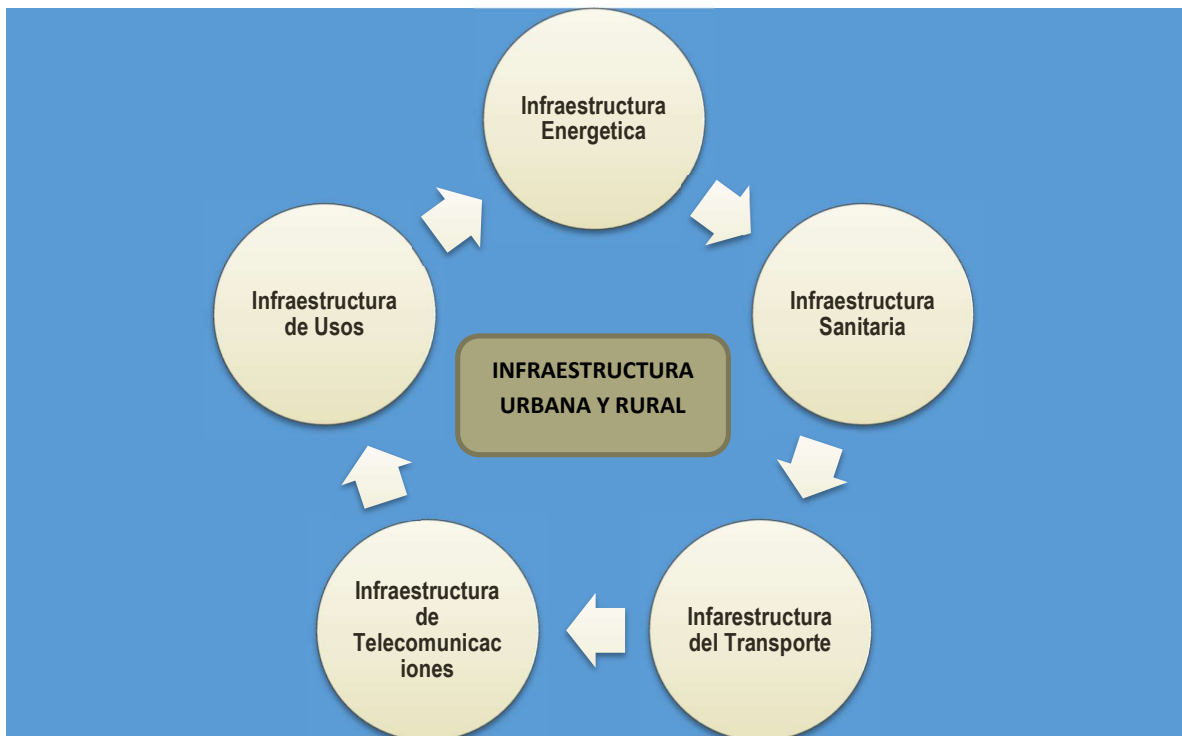 Infraestructura
Energetica
Infraestructura
Sanitaria
Infarestructura
del Transporte
Infraestructura
de
Telecomunicac
iones
Infraestructura
de Usos
INFRAESTRUCTURA
URBANA Y RURAL